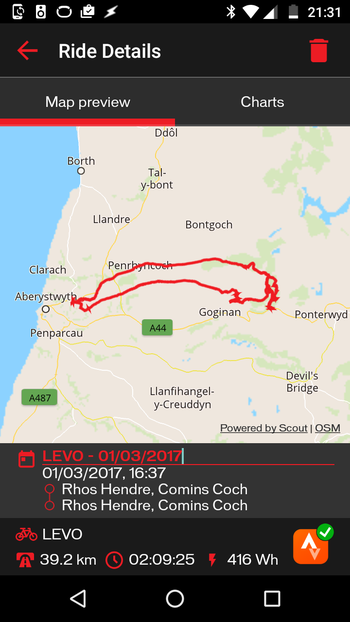 21:31
Ride Details
Map preview
Charts
Ddôl
Borth
Tal-
y-bont
Llandre
Bontgoch
Clarach
Penrhyncoch
Aberystwyth
Goginan
Ponterwyd
A44
Penparcau
Devil's
Bridge
A487
Llanfihangel-
y-Creuddyn
Powered by Scout | OSM
LEVO - 01/03/2017
01/03/2017, 16:37
Rhos Hendre, Comins Coch
Rhos Hendre, Comins Coch
LEVO
39.2 km 02:09:25 416 Wh